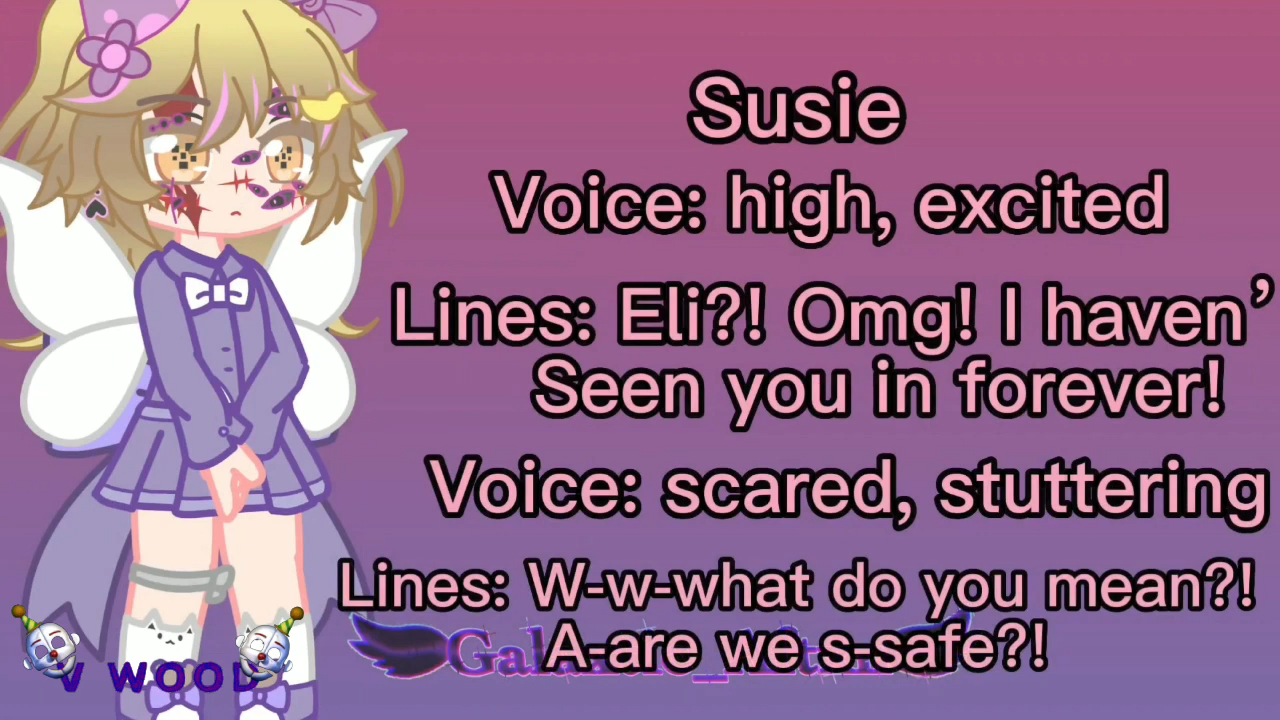 Susie
Voice: high, excited
Lines: Eli?! Omg! I haven’
Seen you in forever!
Voice: scared, stuttering
Lines: W-w-what do you mean?!
A-are we s-safe?!
V WOOD